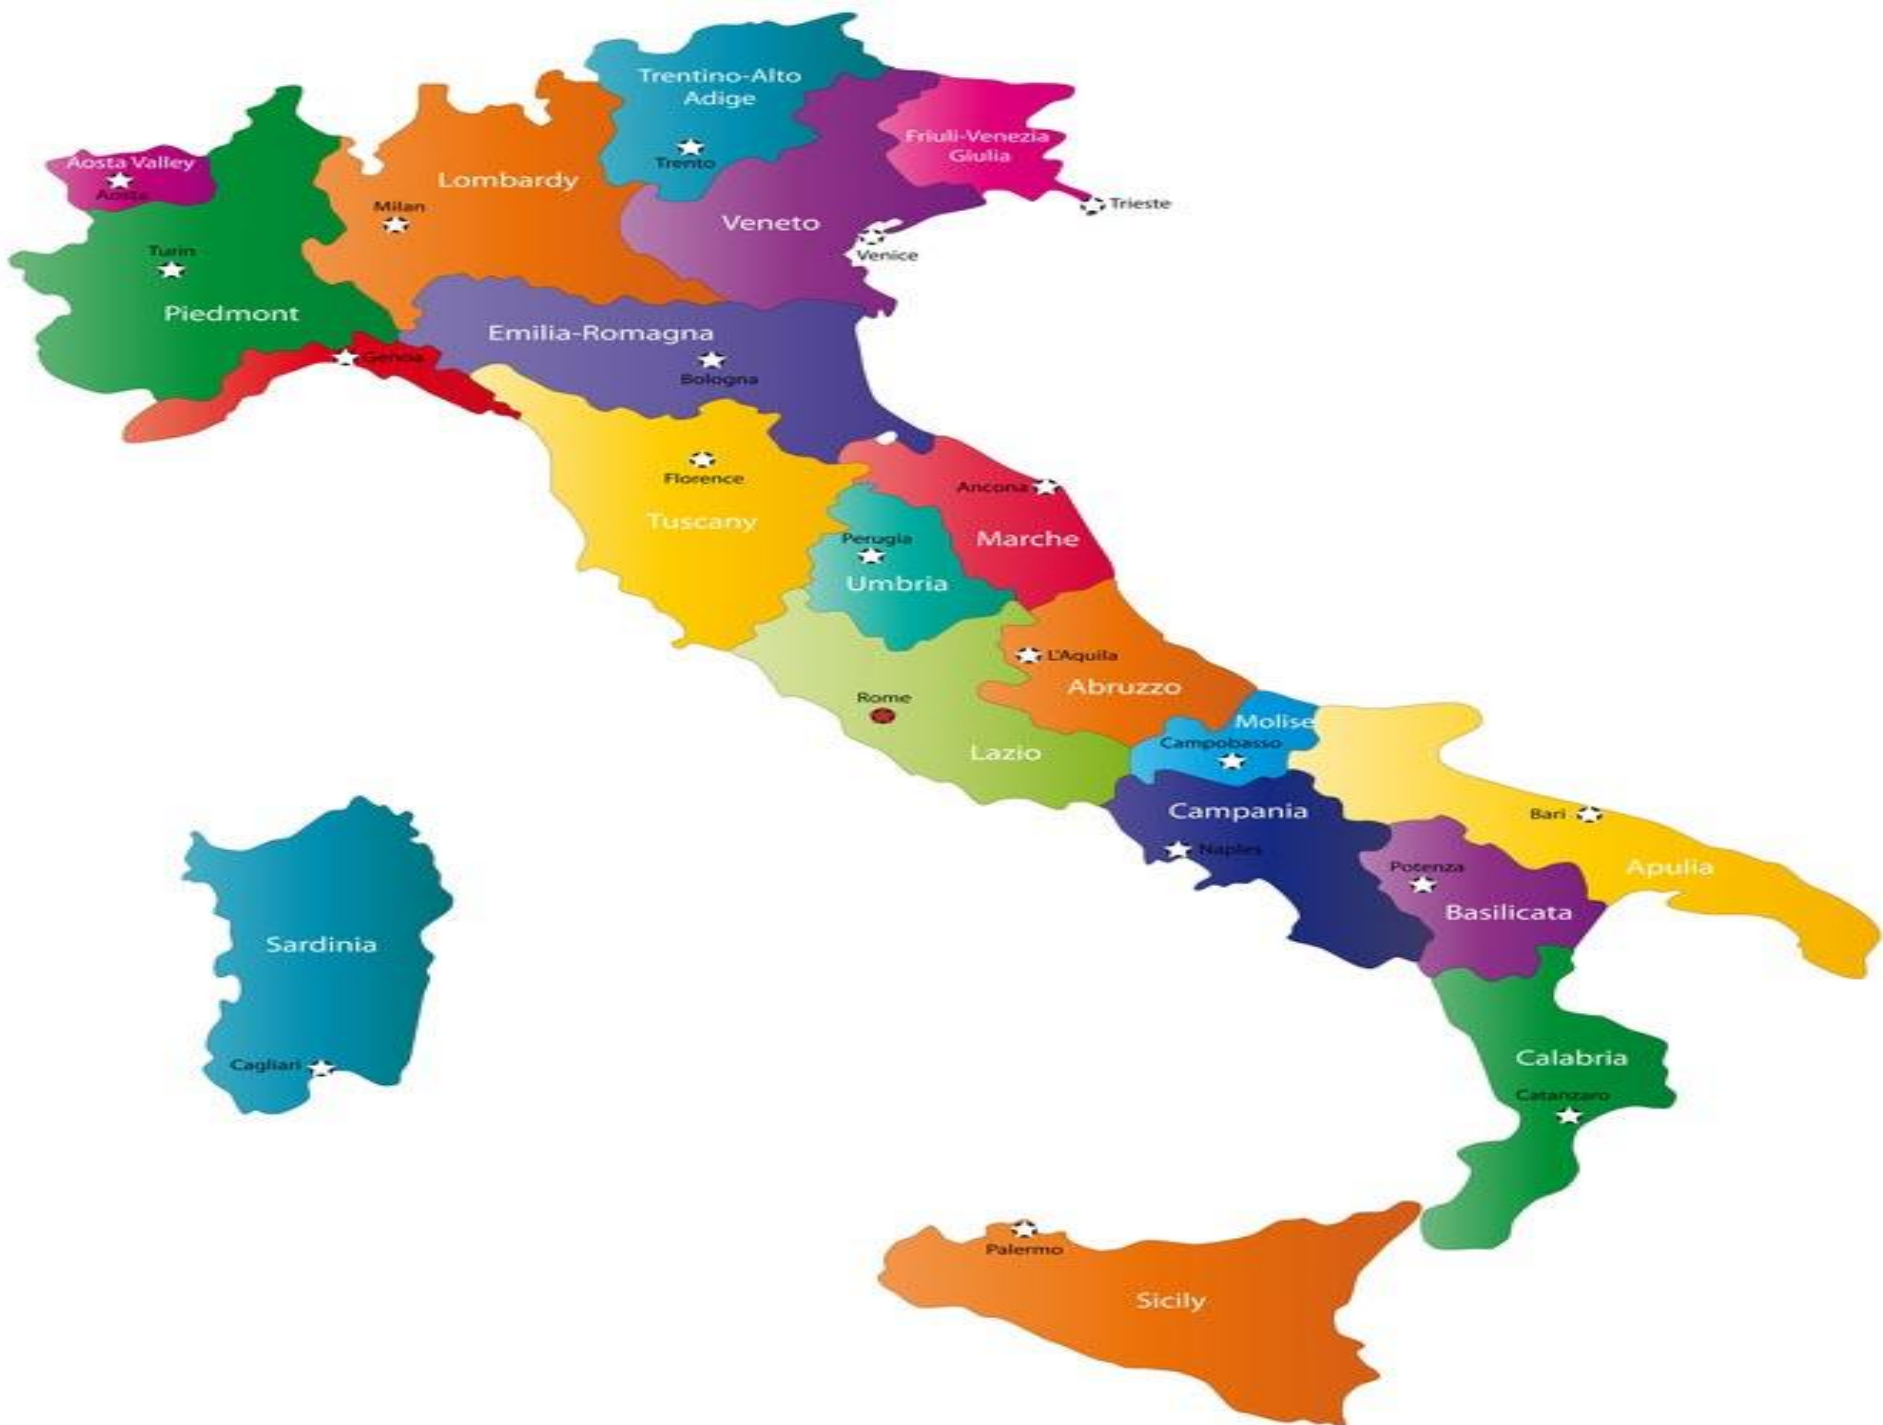 Trentino-Alto
Adige
Trento
Friuli-Venezia
Giulia
Trieste
Aosta Valley
Aosta
Lombardy
Milan
Veneto
Venice
Turin
Piedmont
Genoa
Emilia-Romagna
Bologna
Florence
Tuscany
Ancona
Marche
Perugia
Umbria
L'Aquila
Abruzzo
Rome
Lazio
Molise
Campobasso
Campania
Naples
Bari
Apulia
Potenza
Basilicata
Sardinia
Cagliari
Calabria
Catanzaro
Palermo
Sicily